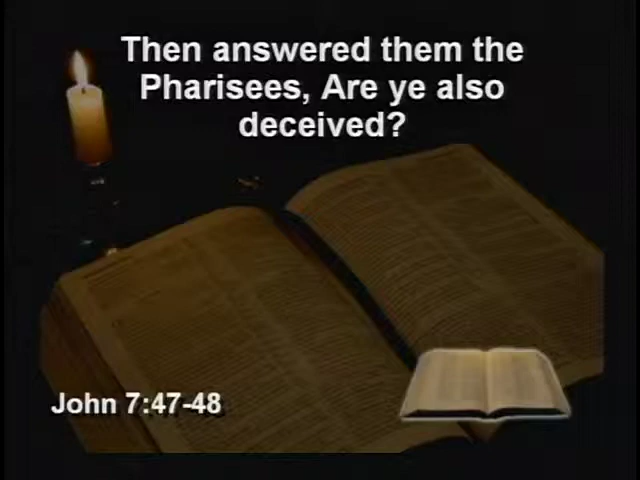 Then answered them the
Pharisees, Are ye also
deceived?
John 7:47-48